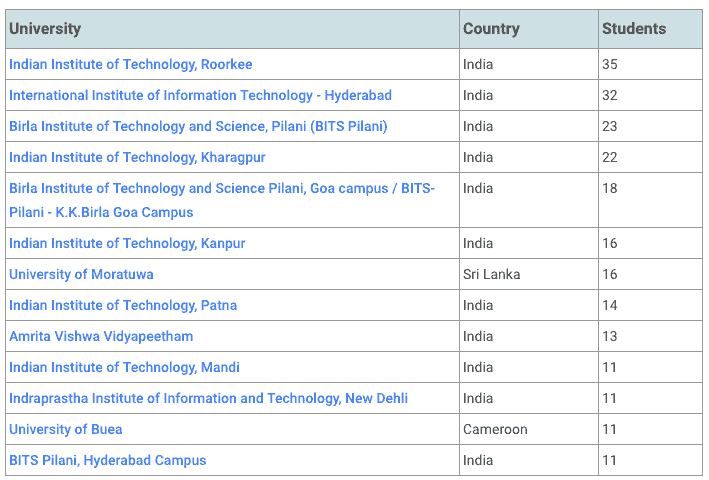 University Country Students
Indian Institute of Technology, Roorkee India 35
International Institute of Information Technology - Hyderabad India 32
Birla Institute of Technology and Science, Pilani (BITS Pilani) India 23
Indian Institute of Technology, Kharagpur India 22
Birla Institute of Technology and Science Pilani, Goa campus / BITS- India 18
Pilani - K.K.Birla Goa Campus
Indian Institute of Technology, Kanpur India 16
University of Moratuwa Sri Lanka 16
Indian Institute of Technology, Patna India 14
Amrita Vishwa Vidyapeetham India 13
Indian Institute of Technology, Mandi India 11
Indraprastha Institute of Information and Technology, New Dehli India 11
University of Buea Cameroon 11
BITS Pilani, Hyderabad Campus India 11